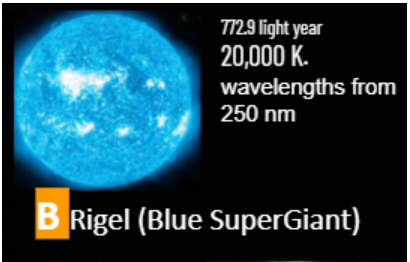 772.9 light year
20,000 K.
wavelengths from
250 nm
B Rigel (Blue SuperGiant)